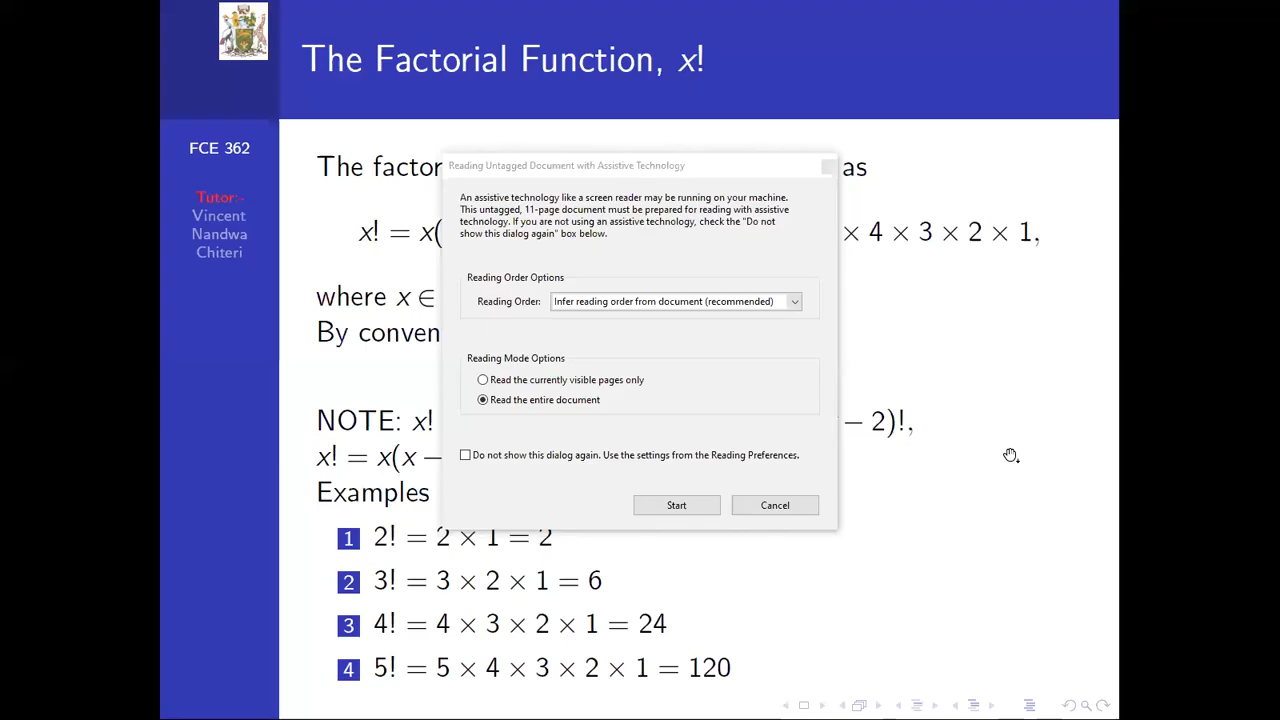 The Factorial Function, x!
FCE 362
Tutor:-
Vincent
Nandwa
Chiteri
The factor
as
x! = x(
× 4 × 3 × 2 × 1,
where x ∈
By conven
NOTE: x!
− 2)!,
x! = x(x −
Examples
1 2! = 2 × 1 = 2
2 3! = 3 × 2 × 1 = 6
3 4! = 4 × 3 × 2 × 1 = 24
4 5! = 5 × 4 × 3 × 2 × 1 = 120
Reading Untagged Document with Assistive Technology
An assistive technology like a screen reader may be running on your machine.
This untagged, 11-page document must be prepared for reading with assistive
technology. If you are not using an assistive technology, check the "Do not
show this dialog again" box below.
Reading Order Options
Reading Order: Infer reading order from document (recommended)
Reading Mode Options
Read the currently visible pages only
Read the entire document
Do not show this dialog again. Use the settings from the Reading Preferences.
Start Cancel